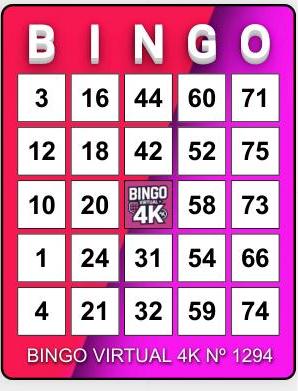 B I N G O
3 16 44 60 71
12 18 42 52 75
10 20 BINGO VIRTUAL 4K 58 73
1 24 31 54 66
4 21 32 59 74
BINGO VIRTUAL 4K Nº 1294